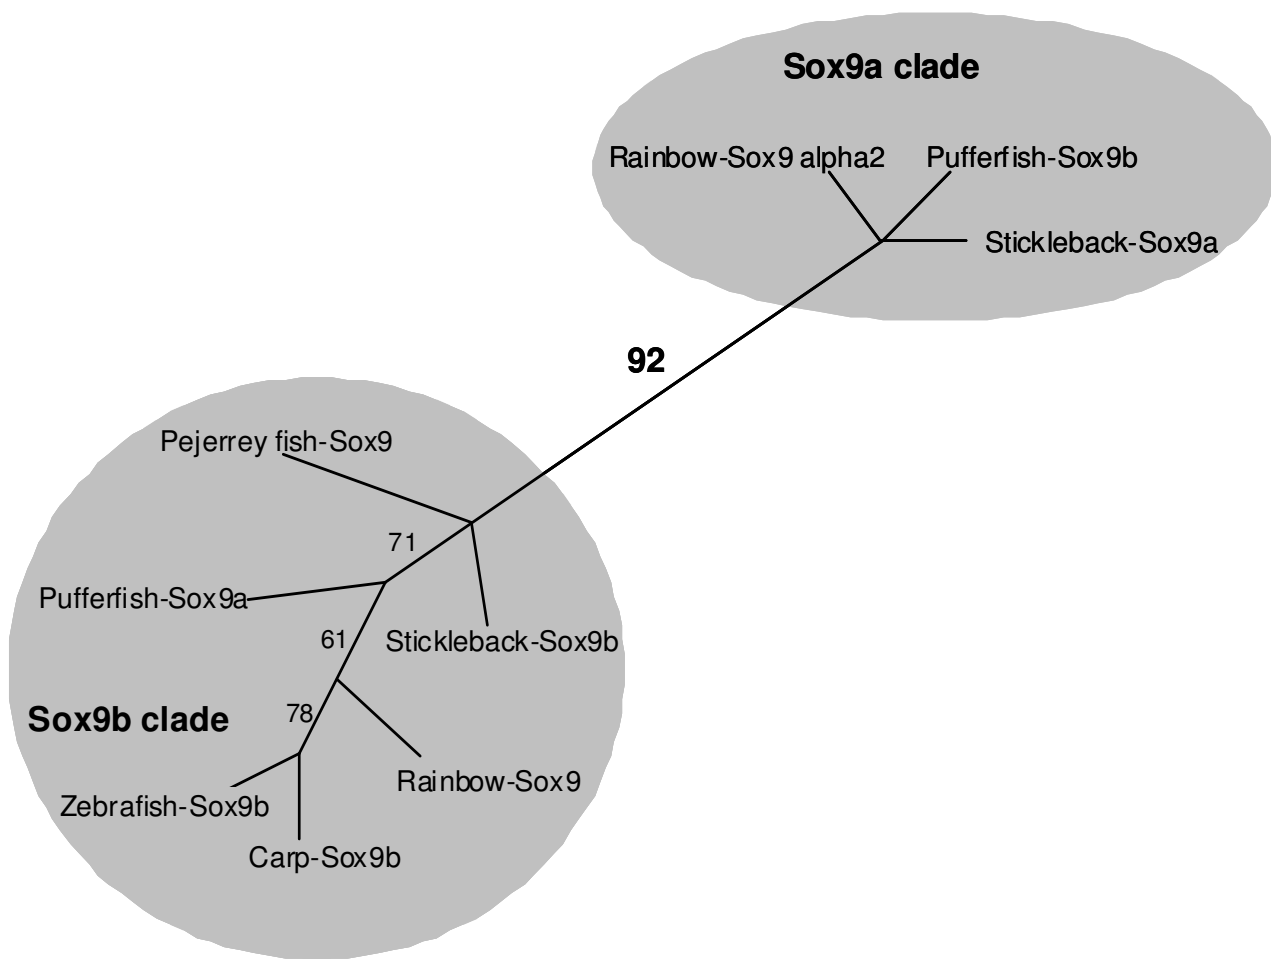 Sox9a clade
Rainbow-Sox9 alpha2
Pufferfish-Sox9b
Stickleback-Sox9a
92
Pejerrey fish-Sox9
71
Pufferfish-Sox9a
61
Stickleback-Sox9b
78
Sox9b clade
Rainbow-Sox9
Zebrafish-Sox9b
Carp-Sox9b